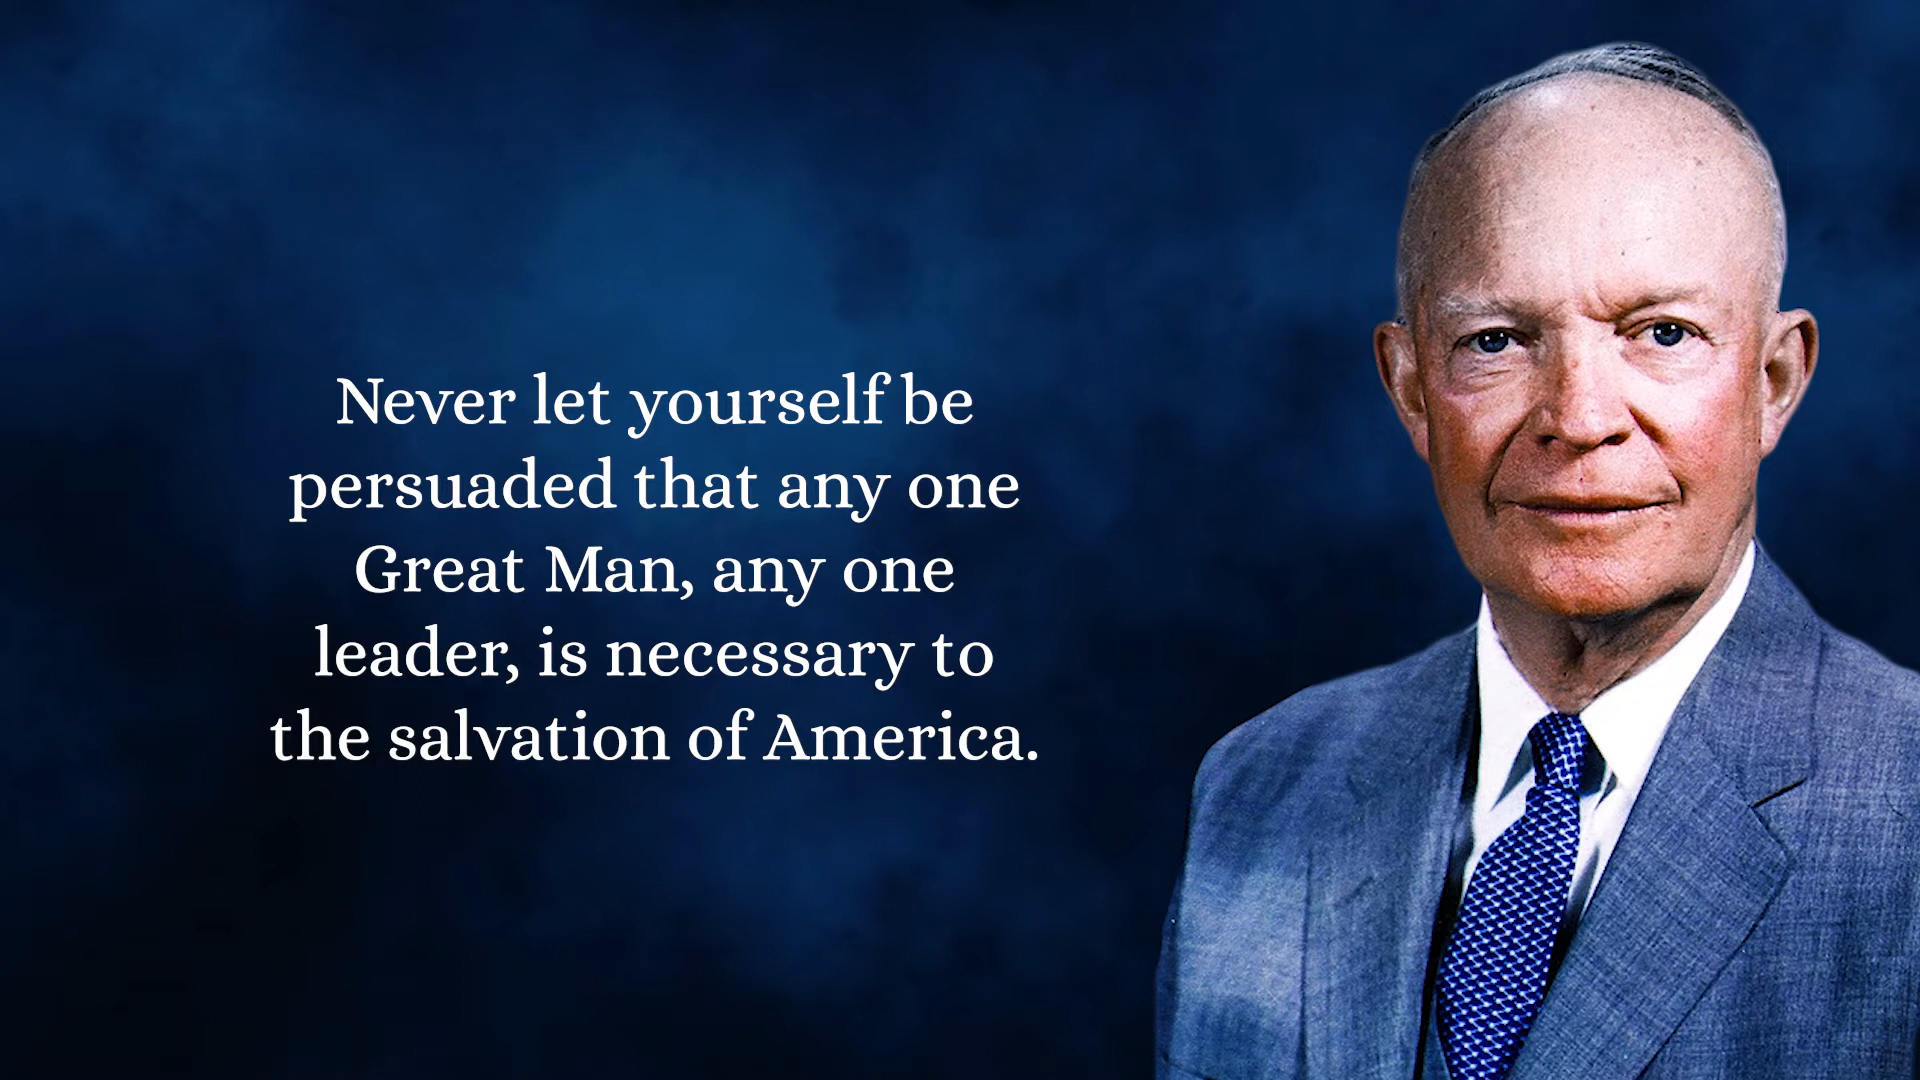 Never let yourself be
persuaded that any one
Great Man, any one
leader, is necessary to
the salvation of America.